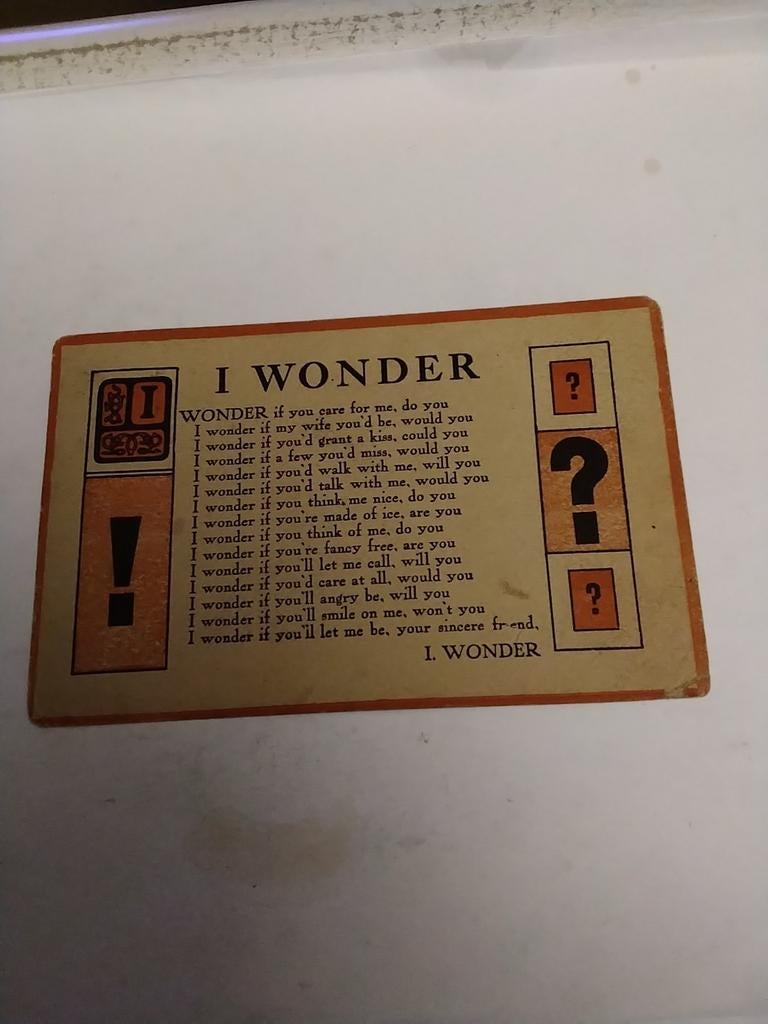 I WONDER
I
WONDER if you care for me, do you
I wonder if my wife you'd be, would you
I wonder if you'd grant a kiss, could you
I wonder if a few you'd miss, would you
I wonder if you'd walk with me, will you
I wonder if you'd talk with me, would you
I wonder if you think me nice, do you
I wonder if you're made of ice, are you
I wonder if you think of me, do you
I wonder if you're fancy free, are you
I wonder if you'll let me call, will you
I wonder if you'd care at all, would you
I wonder if you'll angry be, will you
I wonder if you'll smile on me, won't you
I wonder if you'll let me be, your sincere friend,
I. WONDER
!
?
?
?